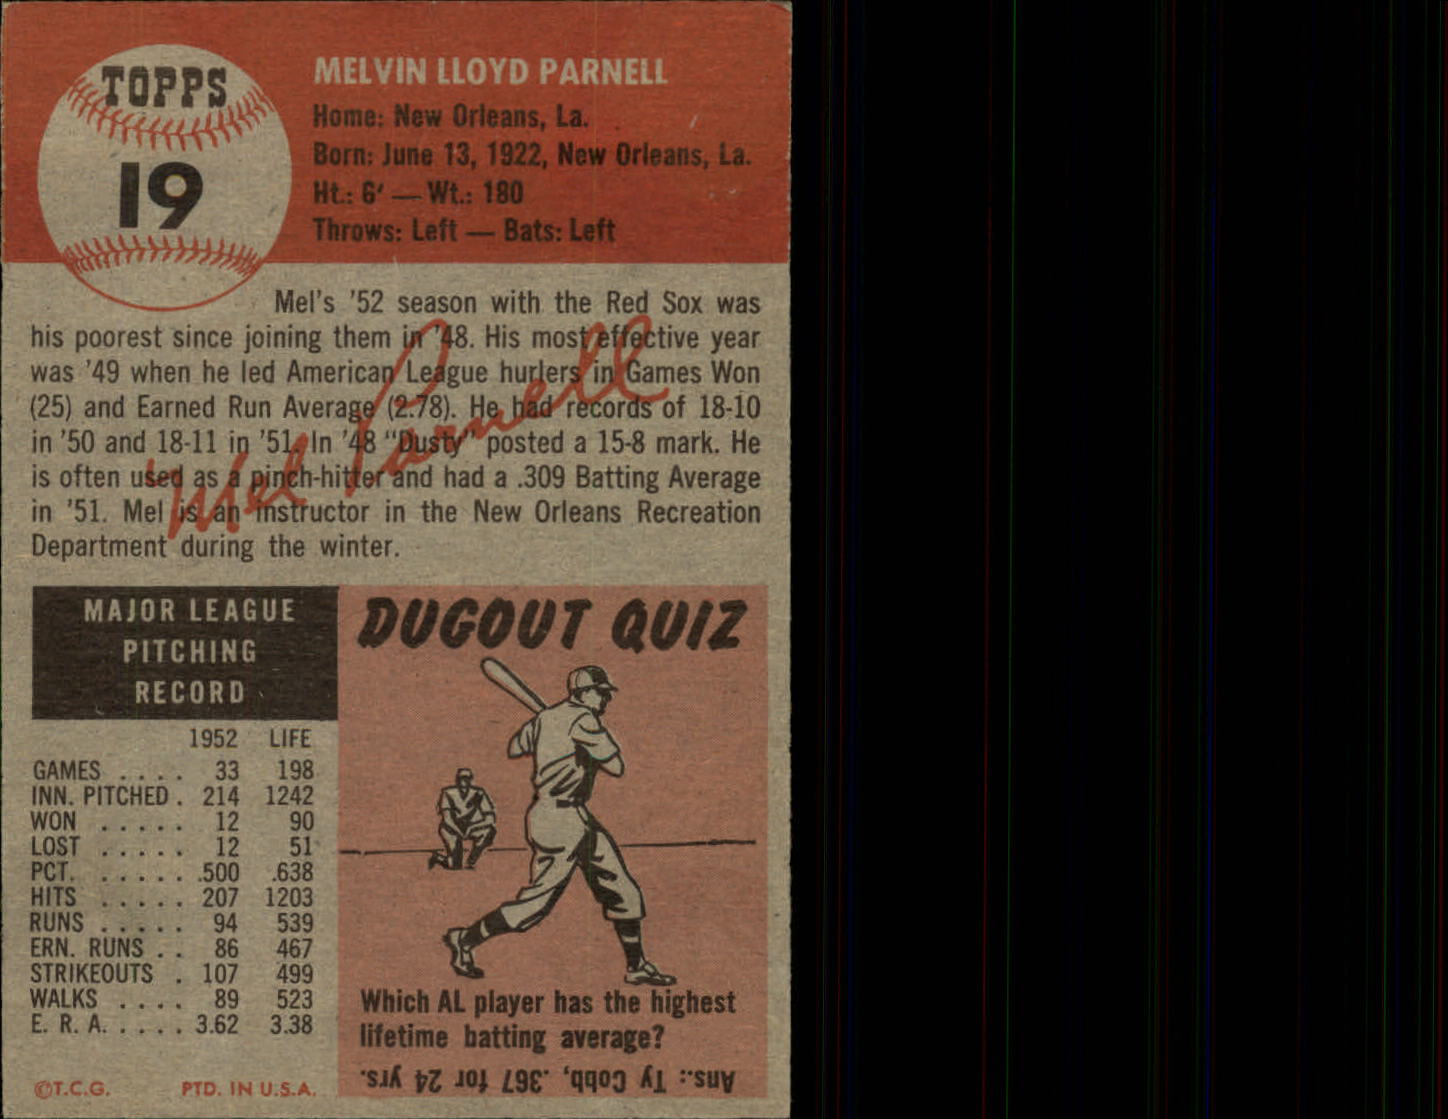 TOPPS
19
MELVIN LLOYD PARNELL
Home: New Orleans, La.
Born: June 13, 1922, New Orleans, La.
Ht.: 6' — Wt.: 180
Throws: Left — Bats: Left
Mel's '52 season with the Red Sox was
his poorest since joining them in '48. His most effective year
was '49 when he led American League hurlers in Games Won
(25) and Earned Run Average (2.78). He had records of 18-10
in '50 and 18-11 in '51. In '48 "Dusty" posted a 15-8 mark. He
is often used as a pinch-hitter and had a .309 Batting Average
in '51. Mel is an instructor in the New Orleans Recreation
Department during the winter.
Mel Parnell
MAJOR LEAGUE
PITCHING
RECORD
1952 LIFE
GAMES . . . . 33 198
INN. PITCHED . 214 1242
WON . . . . . 12 90
LOST . . . . . 12 51
PCT. . . . . . .500 .638
HITS . . . . . 207 1203
RUNS . . . . . 94 539
ERN. RUNS . . 86 467
STRIKEOUTS . 107 499
WALKS . . . . 89 523
E. R. A. . . . . 3.62 3.38
©T.C.G. PTD. IN U.S.A.
DUGOUT QUIZ
Which AL player has the highest
lifetime batting average?
Ans.: Ty Cobb, .367 for 24 yrs.